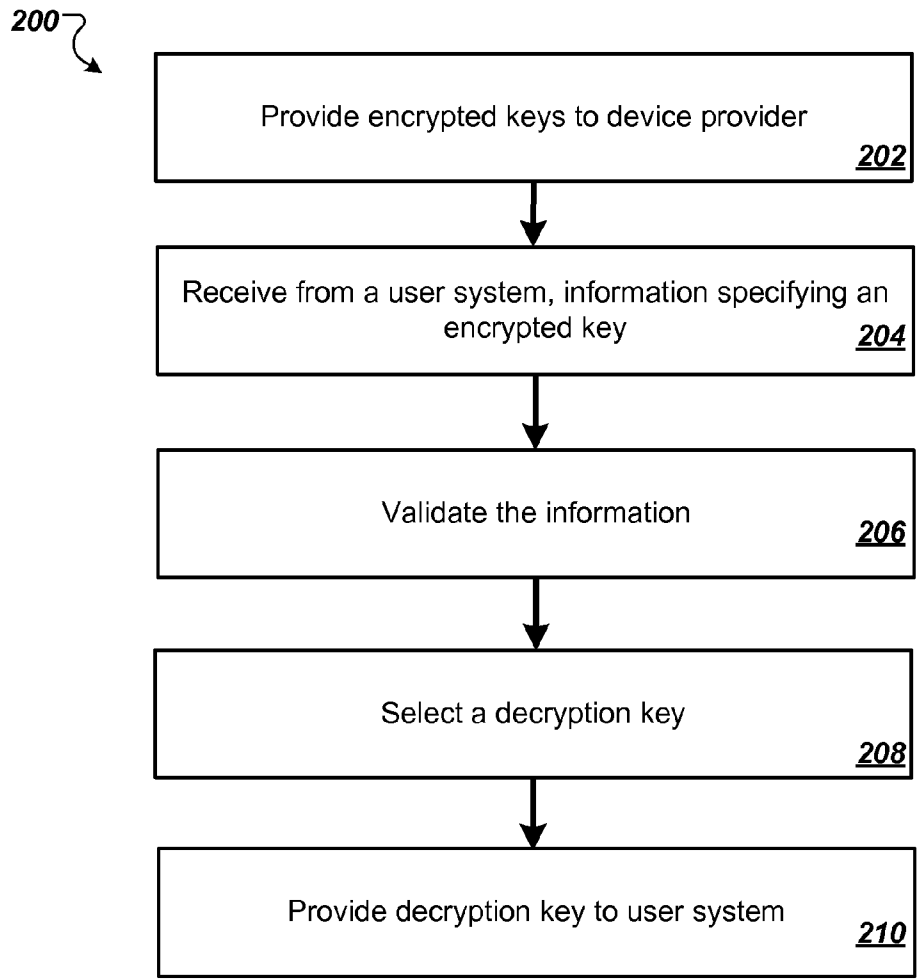 200
Provide encrypted keys to device provider
202
Receive from a user system, information specifying an
encrypted key
204
Validate the information
206
Select a decryption key
208
Provide decryption key to user system
210